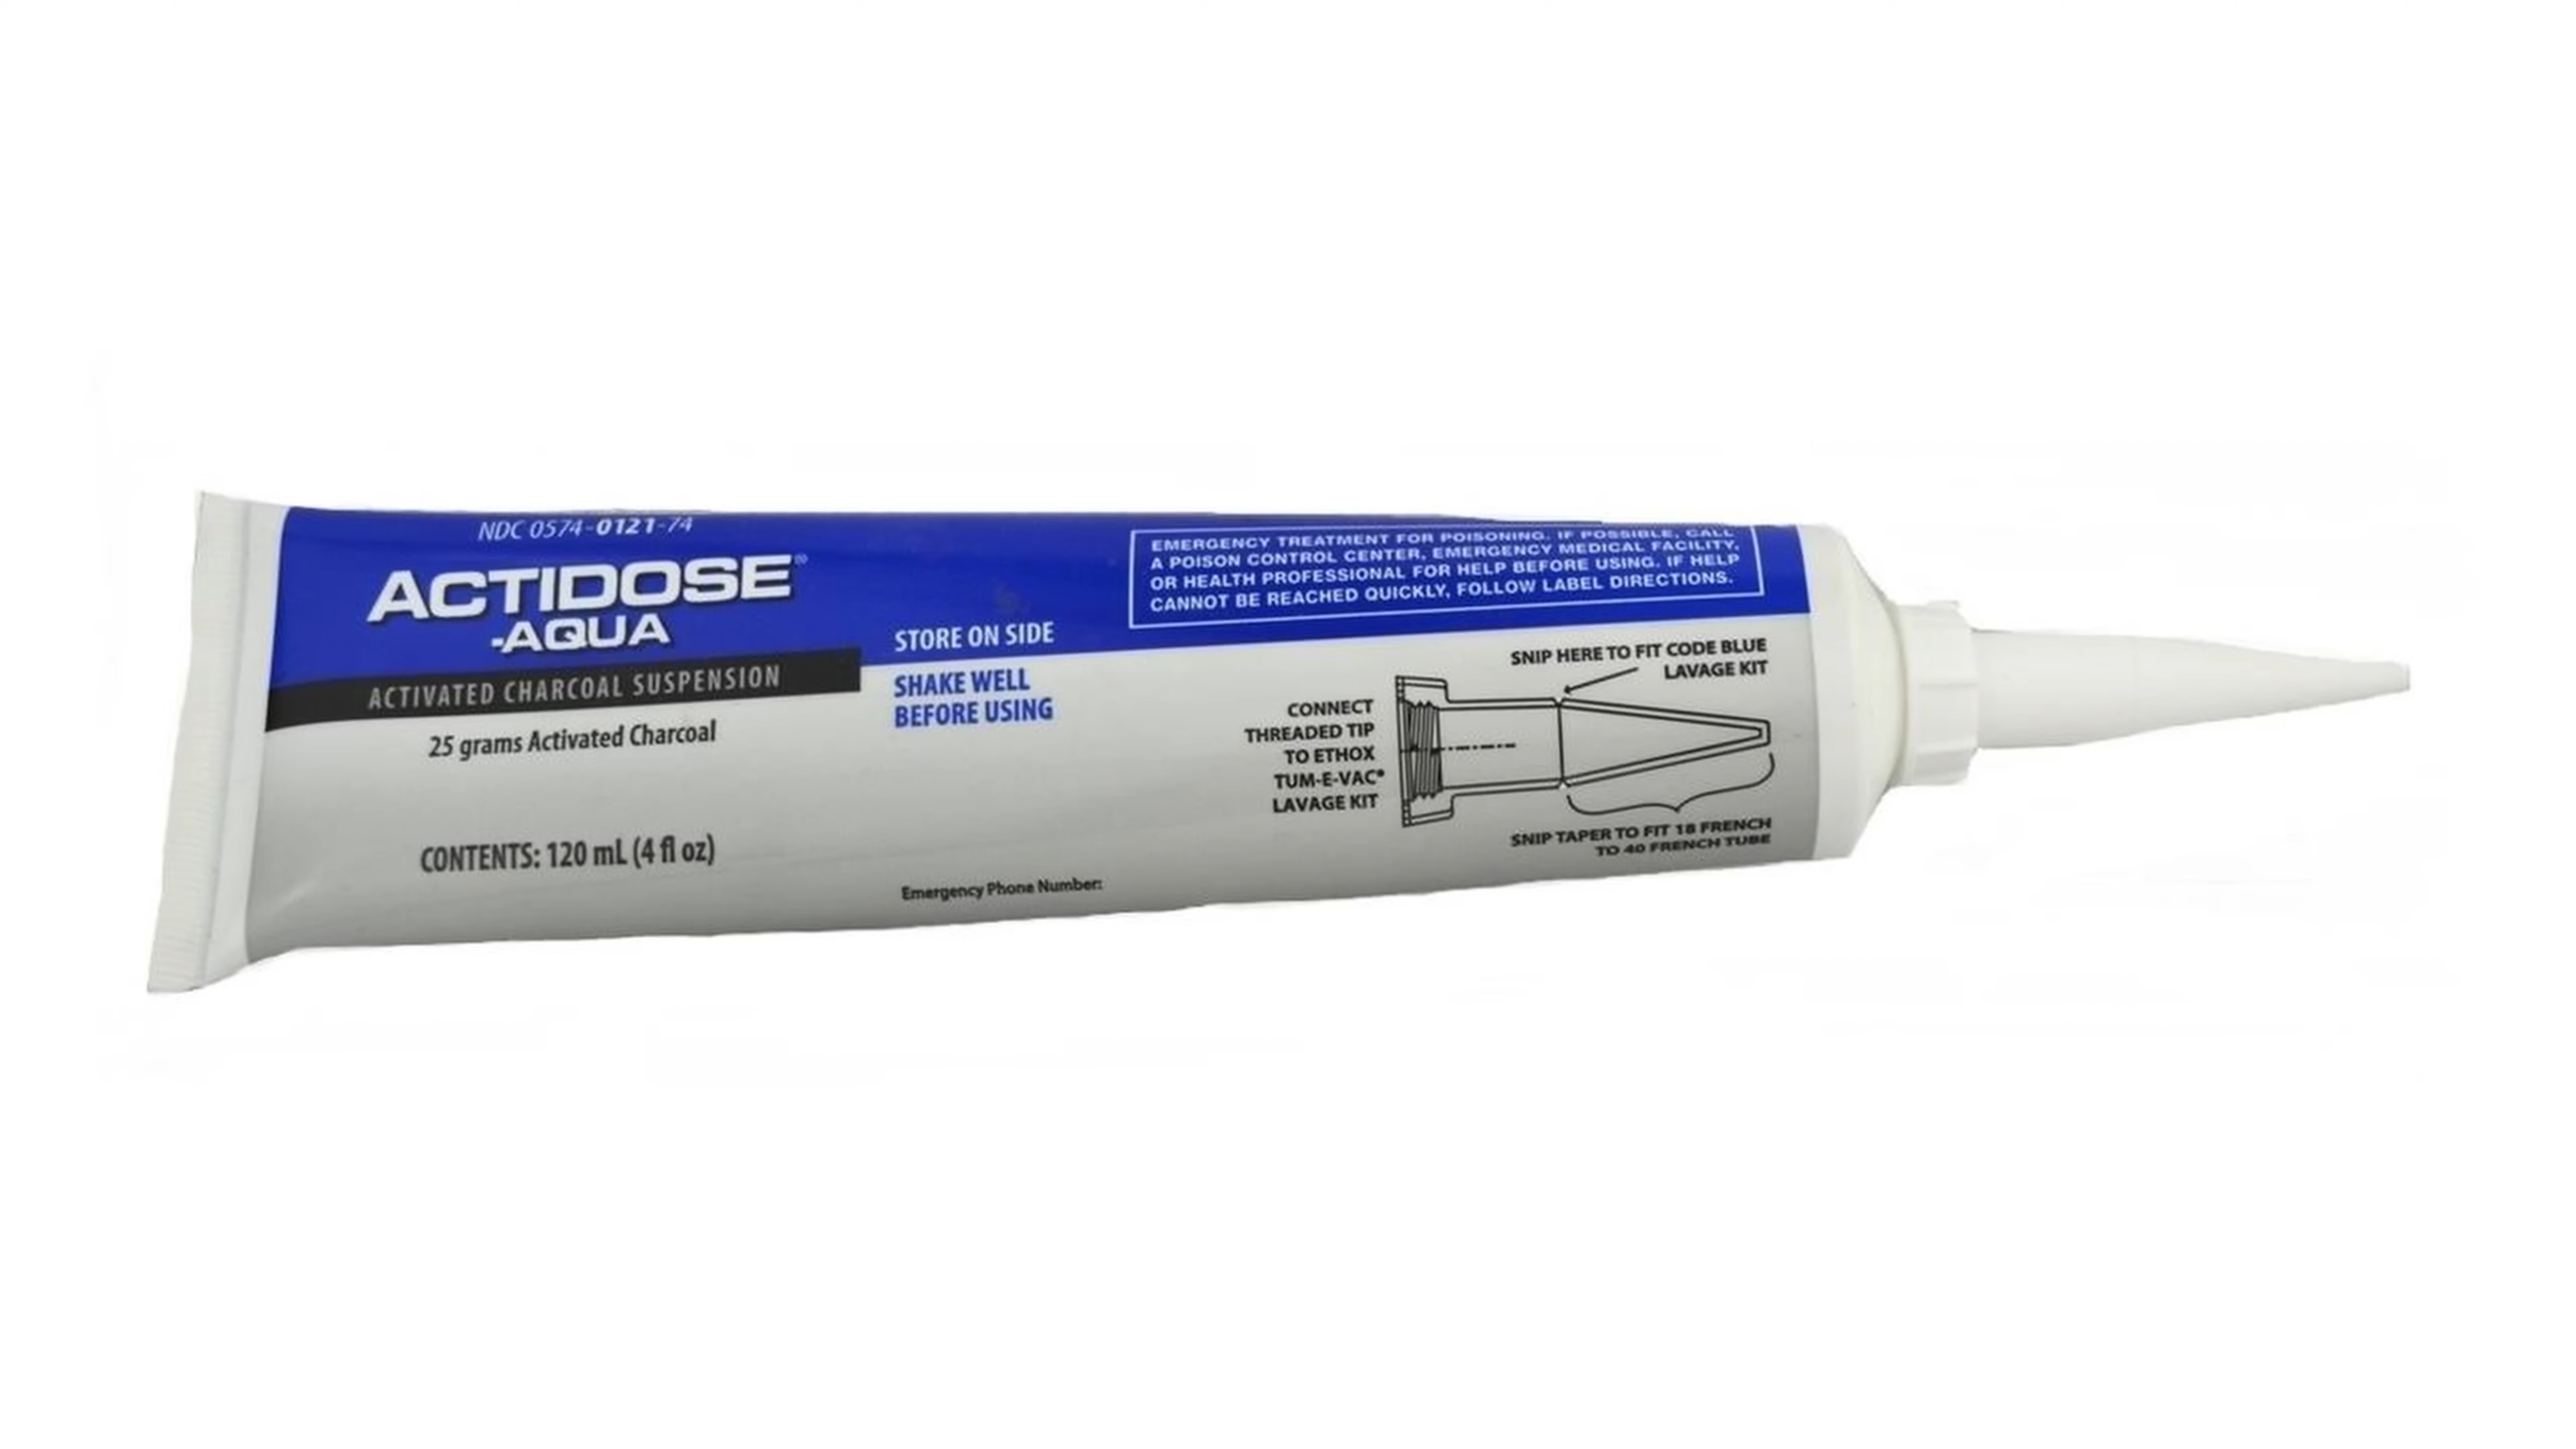 NDC 0574-0121-74
ACTIDOSE®
-AQUA
ACTIVATED CHARCOAL SUSPENSION
25 grams Activated Charcoal
CONTENTS: 120 mL (4 fl oz)
STORE ON SIDE
SHAKE WELL
BEFORE USING
Emergency Phone Number:
EMERGENCY TREATMENT FOR POISONING. IF POSSIBLE, CALL
A POISON CONTROL CENTER, EMERGENCY MEDICAL FACILITY,
OR HEALTH PROFESSIONAL FOR HELP BEFORE USING. IF HELP
CANNOT BE REACHED QUICKLY, FOLLOW LABEL DIRECTIONS.
SNIP HERE TO FIT CODE BLUE
LAVAGE KIT
CONNECT
THREADED TIP
TO ETHOX
TUM-E-VAC®
LAVAGE KIT
SNIP TAPER TO FIT 18 FRENCH
TO 40 FRENCH TUBE